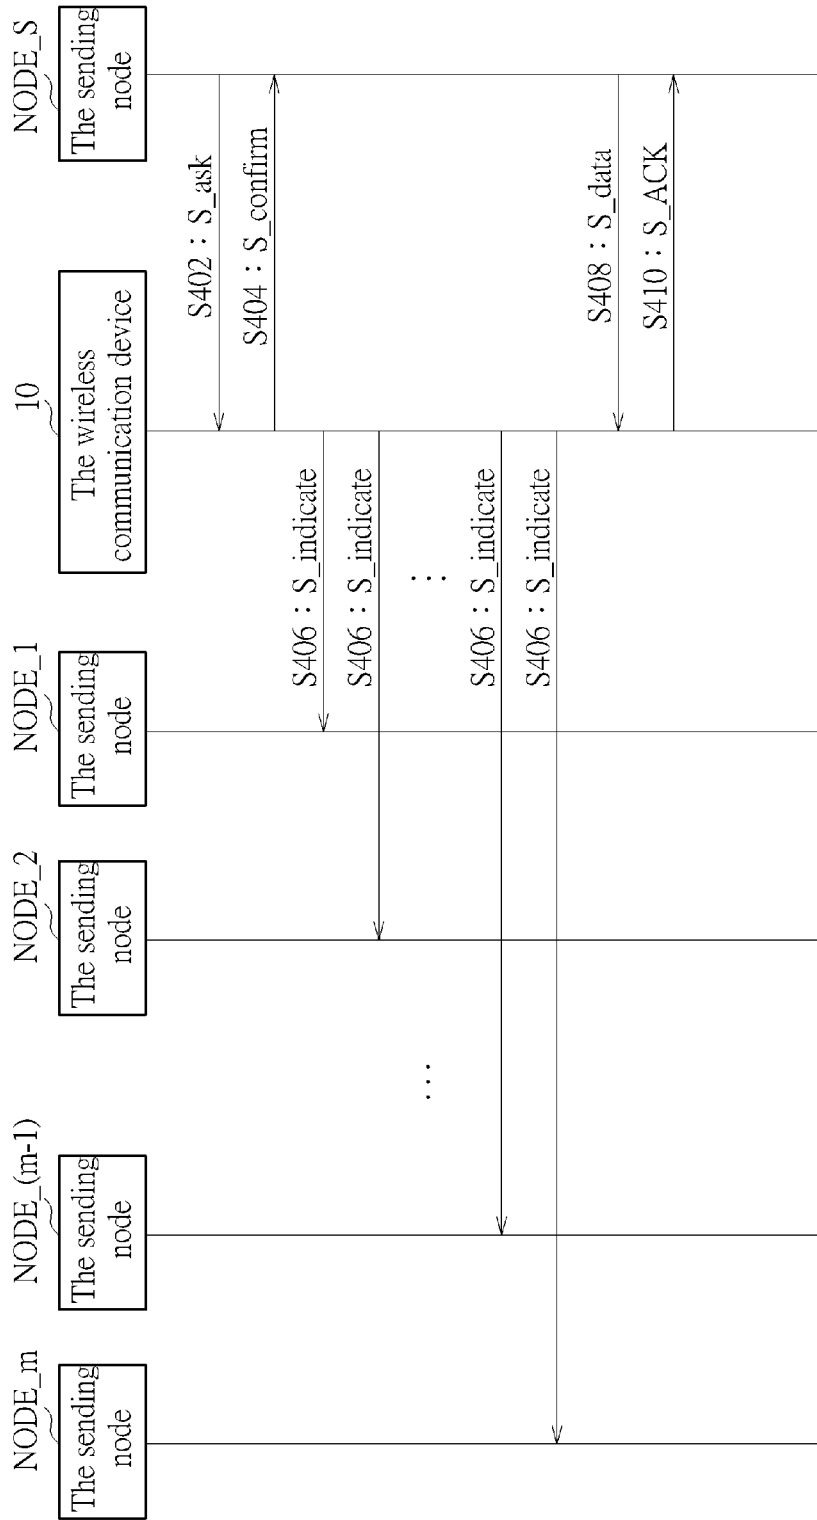 NODE_m
The sending
node
NODE_(m-1)
The sending
node
...
NODE_2
The sending
node
NODE_1
The sending
node
10
The wireless
communication device
NODE_S
The sending
node
S402：S_ask
S404：S_confirm
S406：S_indicate
S406：S_indicate
...
S406：S_indicate
S406：S_indicate
S408：S_data
S410：S_ACK